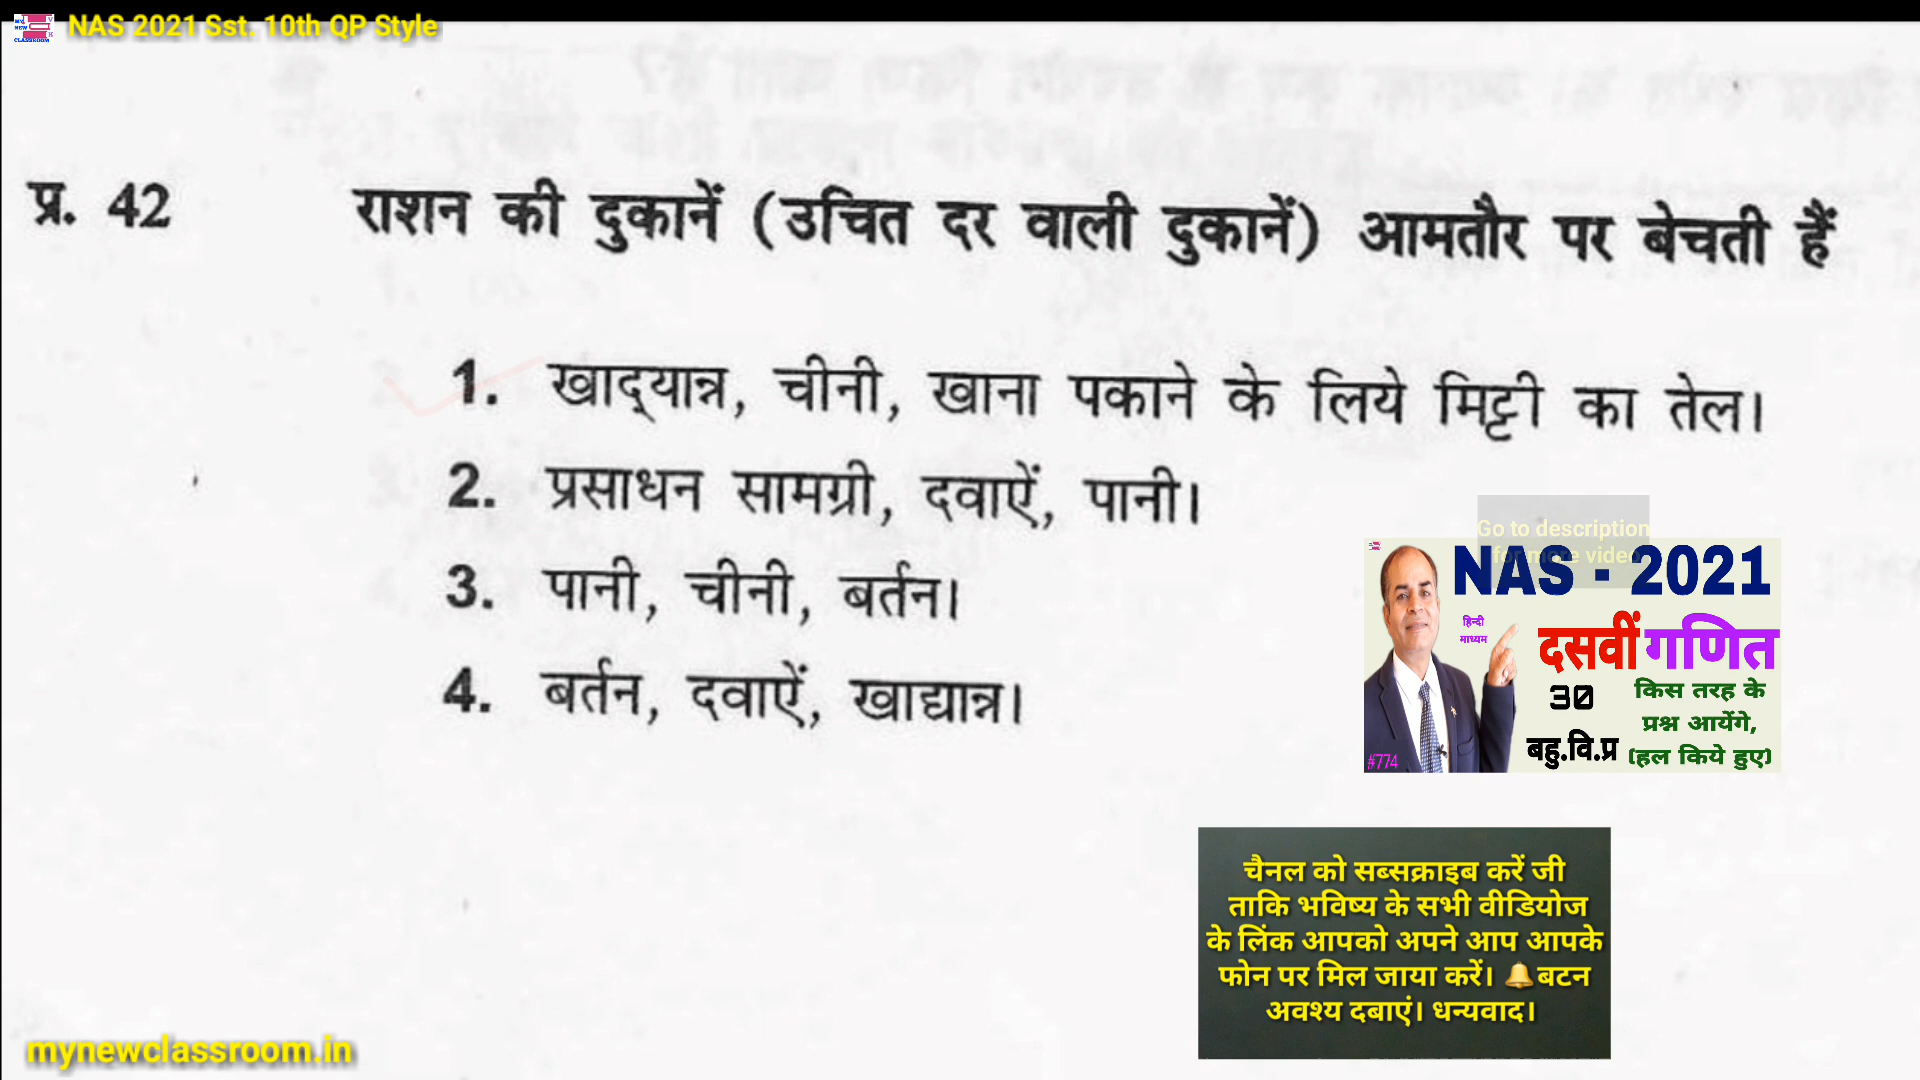 NAS 2021 Sst. 10th QP Style
प्र. 42 राशन की दुकानें (उचित दर वाली दुकानें) आमतौर पर बेचती हैं
1. खाद्यान्न, चीनी, खाना पकाने के लिये मिट्टी का तेल।
2. प्रसाधन सामग्री, दवाऐं, पानी।
3. पानी, चीनी, बर्तन।
4. बर्तन, दवाऐं, खाद्यान्न।
Go to description
for more video
NAS - 2021
हिन्दी
माध्यम
दसवीं गणित
30
बहु.वि.प्र
किस तरह के
प्रश्न आयेंगे,
(हल किये हुए)
#774
चैनल को सब्सक्राइब करें जी
ताकि भविष्य के सभी वीडियोज
के लिंक आपको अपने आप आपके
फोन पर मिल जाया करें। 🔔बटन
अवश्य दबाएं। धन्यवाद।
mynewclassroom.in